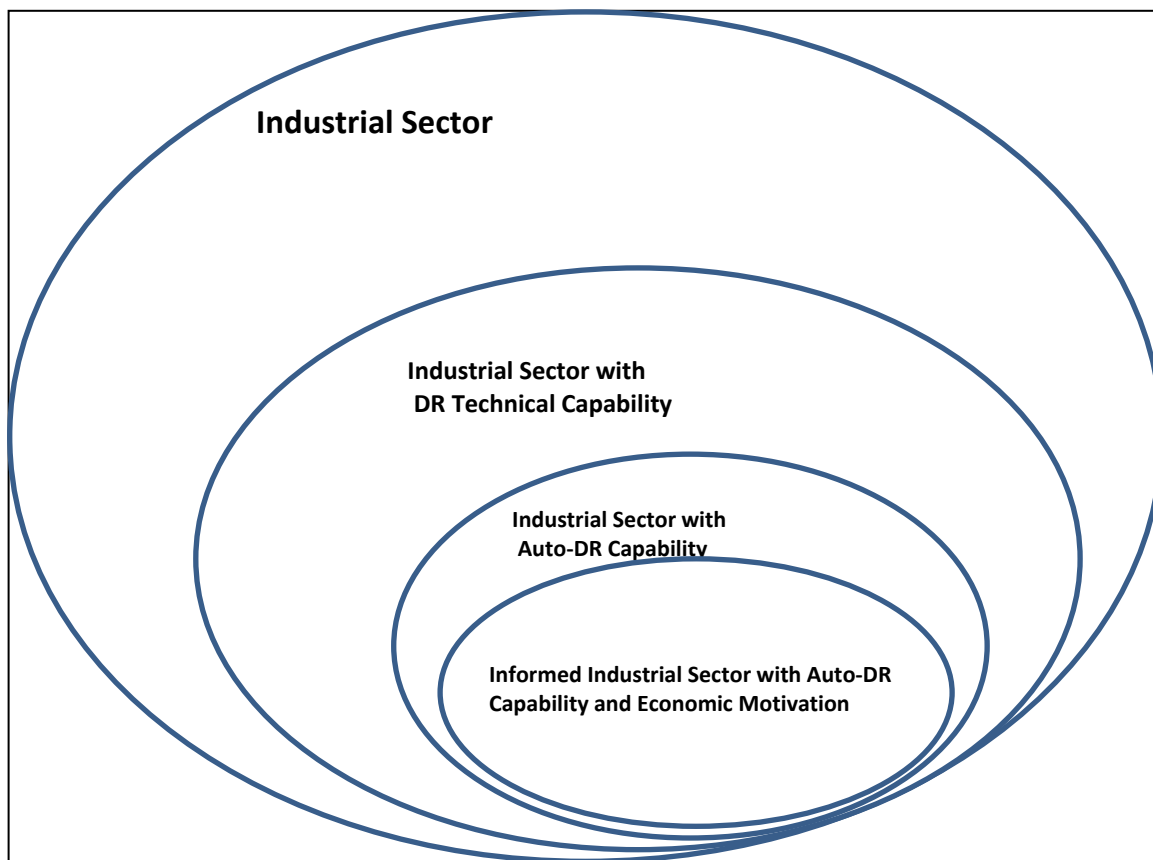 Industrial Sector
Industrial Sector with
DR Technical Capability
Industrial Sector with
Auto-DR Capability
Informed Industrial Sector with Auto-DR
Capability and Economic Motivation